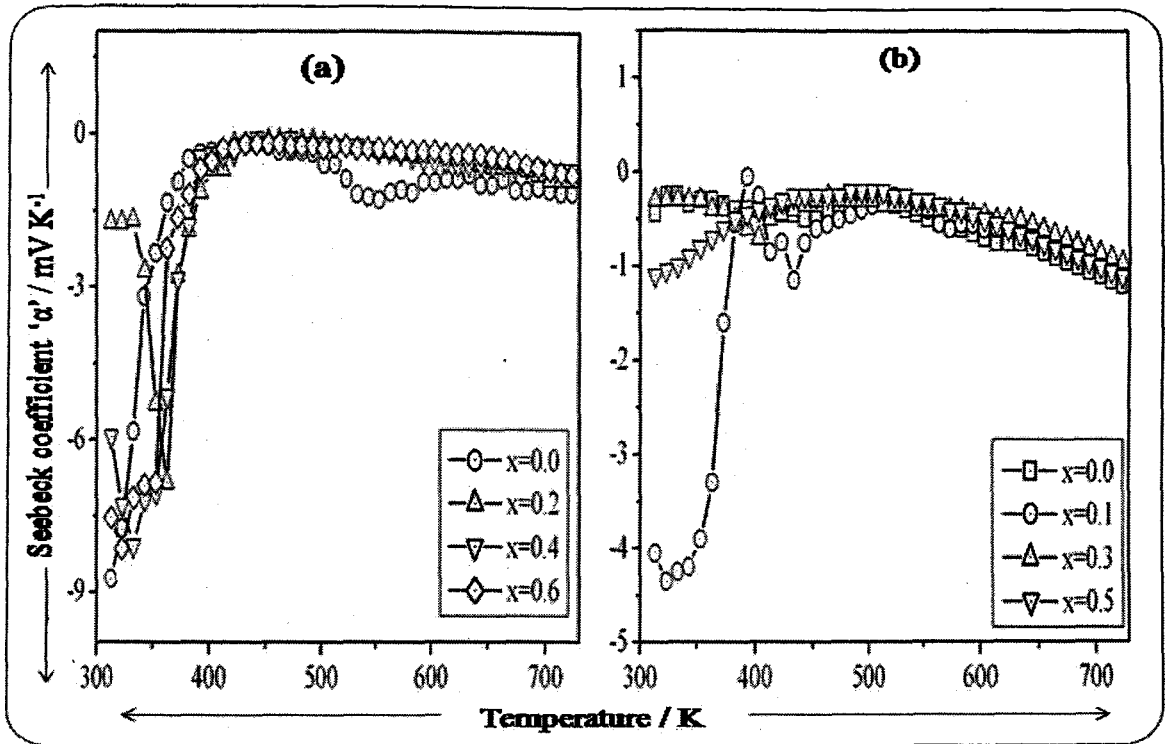 (a)
(b)
Seebeck coefficient 'α' / mV K⁻¹
0
-3
-6
-9
300
400
500
600
700
x=0.0
x=0.2
x=0.4
x=0.6
1
0
-1
-2
-3
-4
-5
300
400
500
600
700
x=0.0
x=0.1
x=0.3
x=0.5
Temperature / K